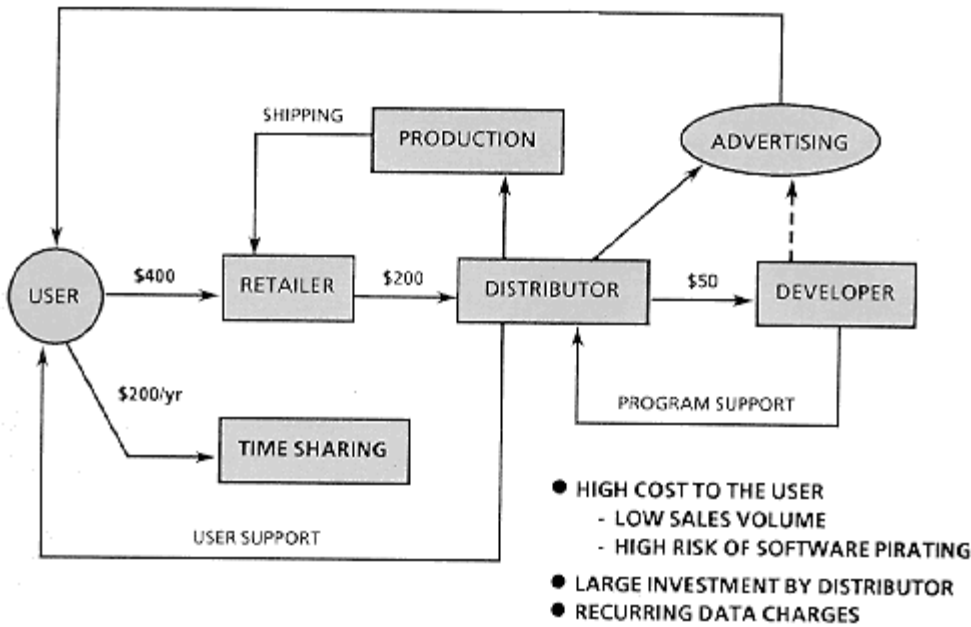 SHIPPING
PRODUCTION
ADVERTISING
USER
$400
RETAILER
$200
DISTRIBUTOR
$50
DEVELOPER
$200/yr
TIME SHARING
PROGRAM SUPPORT
USER SUPPORT
● HIGH COST TO THE USER
- LOW SALES VOLUME
- HIGH RISK OF SOFTWARE PIRATING
● LARGE INVESTMENT BY DISTRIBUTOR
● RECURRING DATA CHARGES